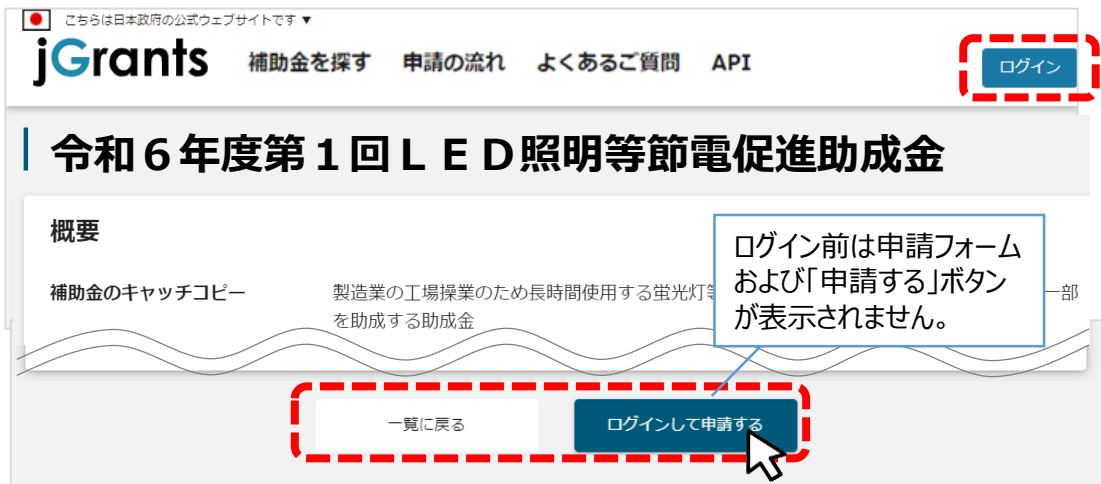 こちらは日本政府の公式ウェブサイトです ▼
jGrants 補助金を探す 申請の流れ よくあるご質問 API ログイン
令和６年度第１回ＬＥＤ照明等節電促進助成金
概要
補助金のキャッチコピー 製造業の工場操業のため長時間使用する蛍光灯 一部
を助成する助成金
ログイン前は申請フォーム
および「申請する」ボタン
が表示されません。
一覧に戻る ログインして申請する